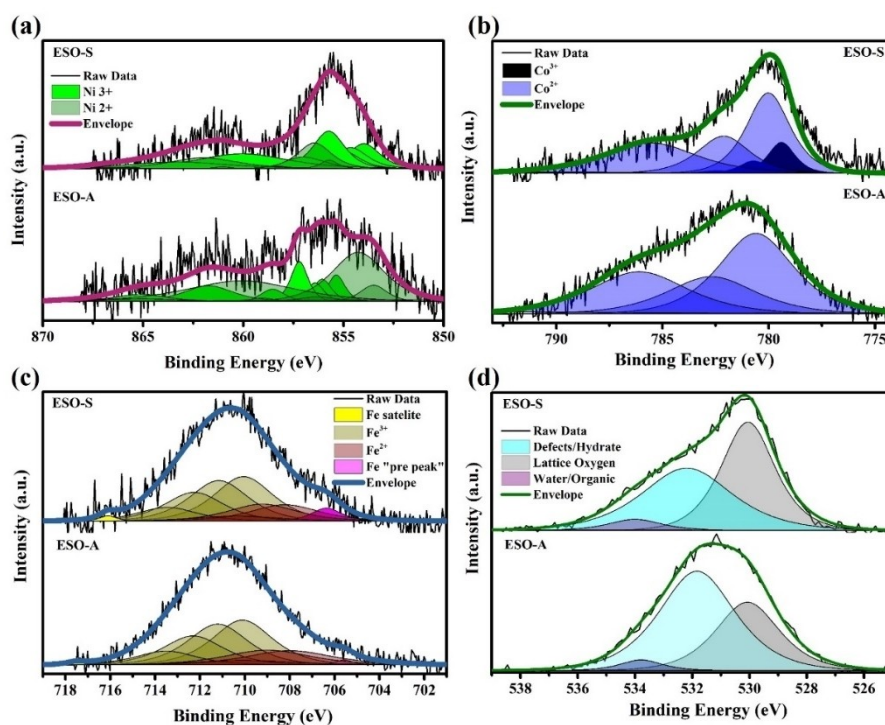 (a)
ESO-S
Raw Data
Ni 3+
Ni 2+
Envelope
ESO-A
Intensity (a.u.)
870 865 860 855 850
Binding Energy (eV)
(b)
ESO-S
Raw Data
Co³⁺
Co²⁺
Envelope
ESO-A
Intensity (a.u.)
790 785 780 775
Binding Energy (eV)
(c)
ESO-S
Raw Data
Fe satelite
Fe³⁺
Fe²⁺
Fe "pre peak"
Envelope
ESO-A
Intensity (a.u.)
718 716 714 712 710 708 706 704 702
Binding Energy (eV)
(d)
ESO-S
Raw Data
Defects/Hydrate
Lattice Oxygen
Water/Organic
Envelope
ESO-A
Intensity (a.u.)
538 536 534 532 530 528 526
Binding Energy (eV)